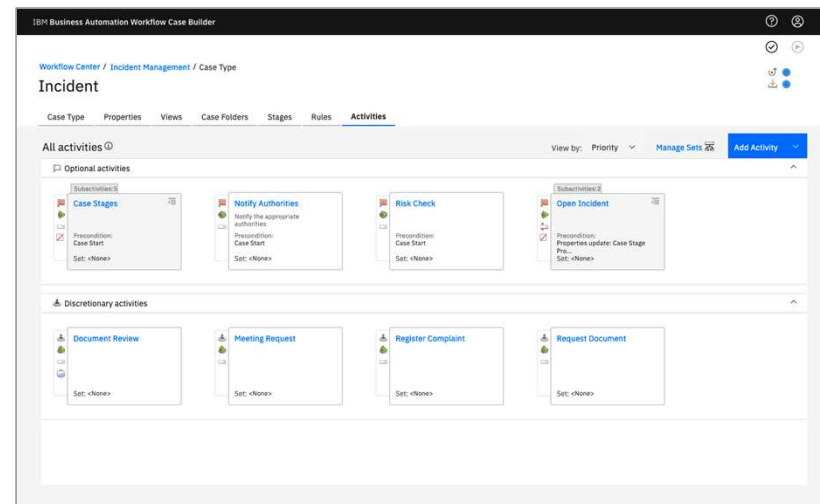 IBM Business Automation Workflow Case Builder
Workflow Center / Incident Management / Case Type
Incident
Case Type Properties Views Case Folders Stages Rules Activities
All activities
View by: Priority Manage Sets Add Activity
Optional activities
Subactivities:5
Case Stages
Precondition:
Case Start
Set: <None>
Notify Authorities
Notify the appropriate
authorities
Precondition:
Case Start
Set: <None>
Risk Check
Precondition:
Case Start
Set: <None>
Subactivities:2
Open Incident
Precondition:
Properties update: Case Stage
Pro...
Set: <None>
Discretionary activities
Document Review
Set: <None>
Meeting Request
Set: <None>
Register Complaint
Set: <None>
Request Document
Set: <None>